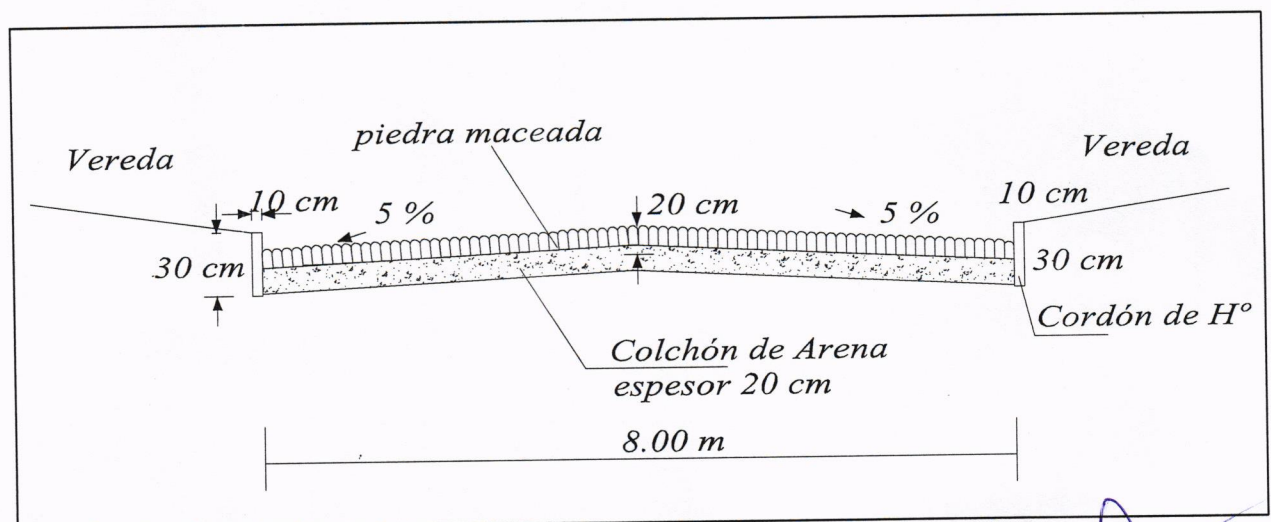 piedra maceada
Vereda
Vereda
10 cm
5 %
20 cm
5 %
10 cm
30 cm
30 cm
Cordón de Hº
Colchón de Arena
espesor 20 cm
8.00 m